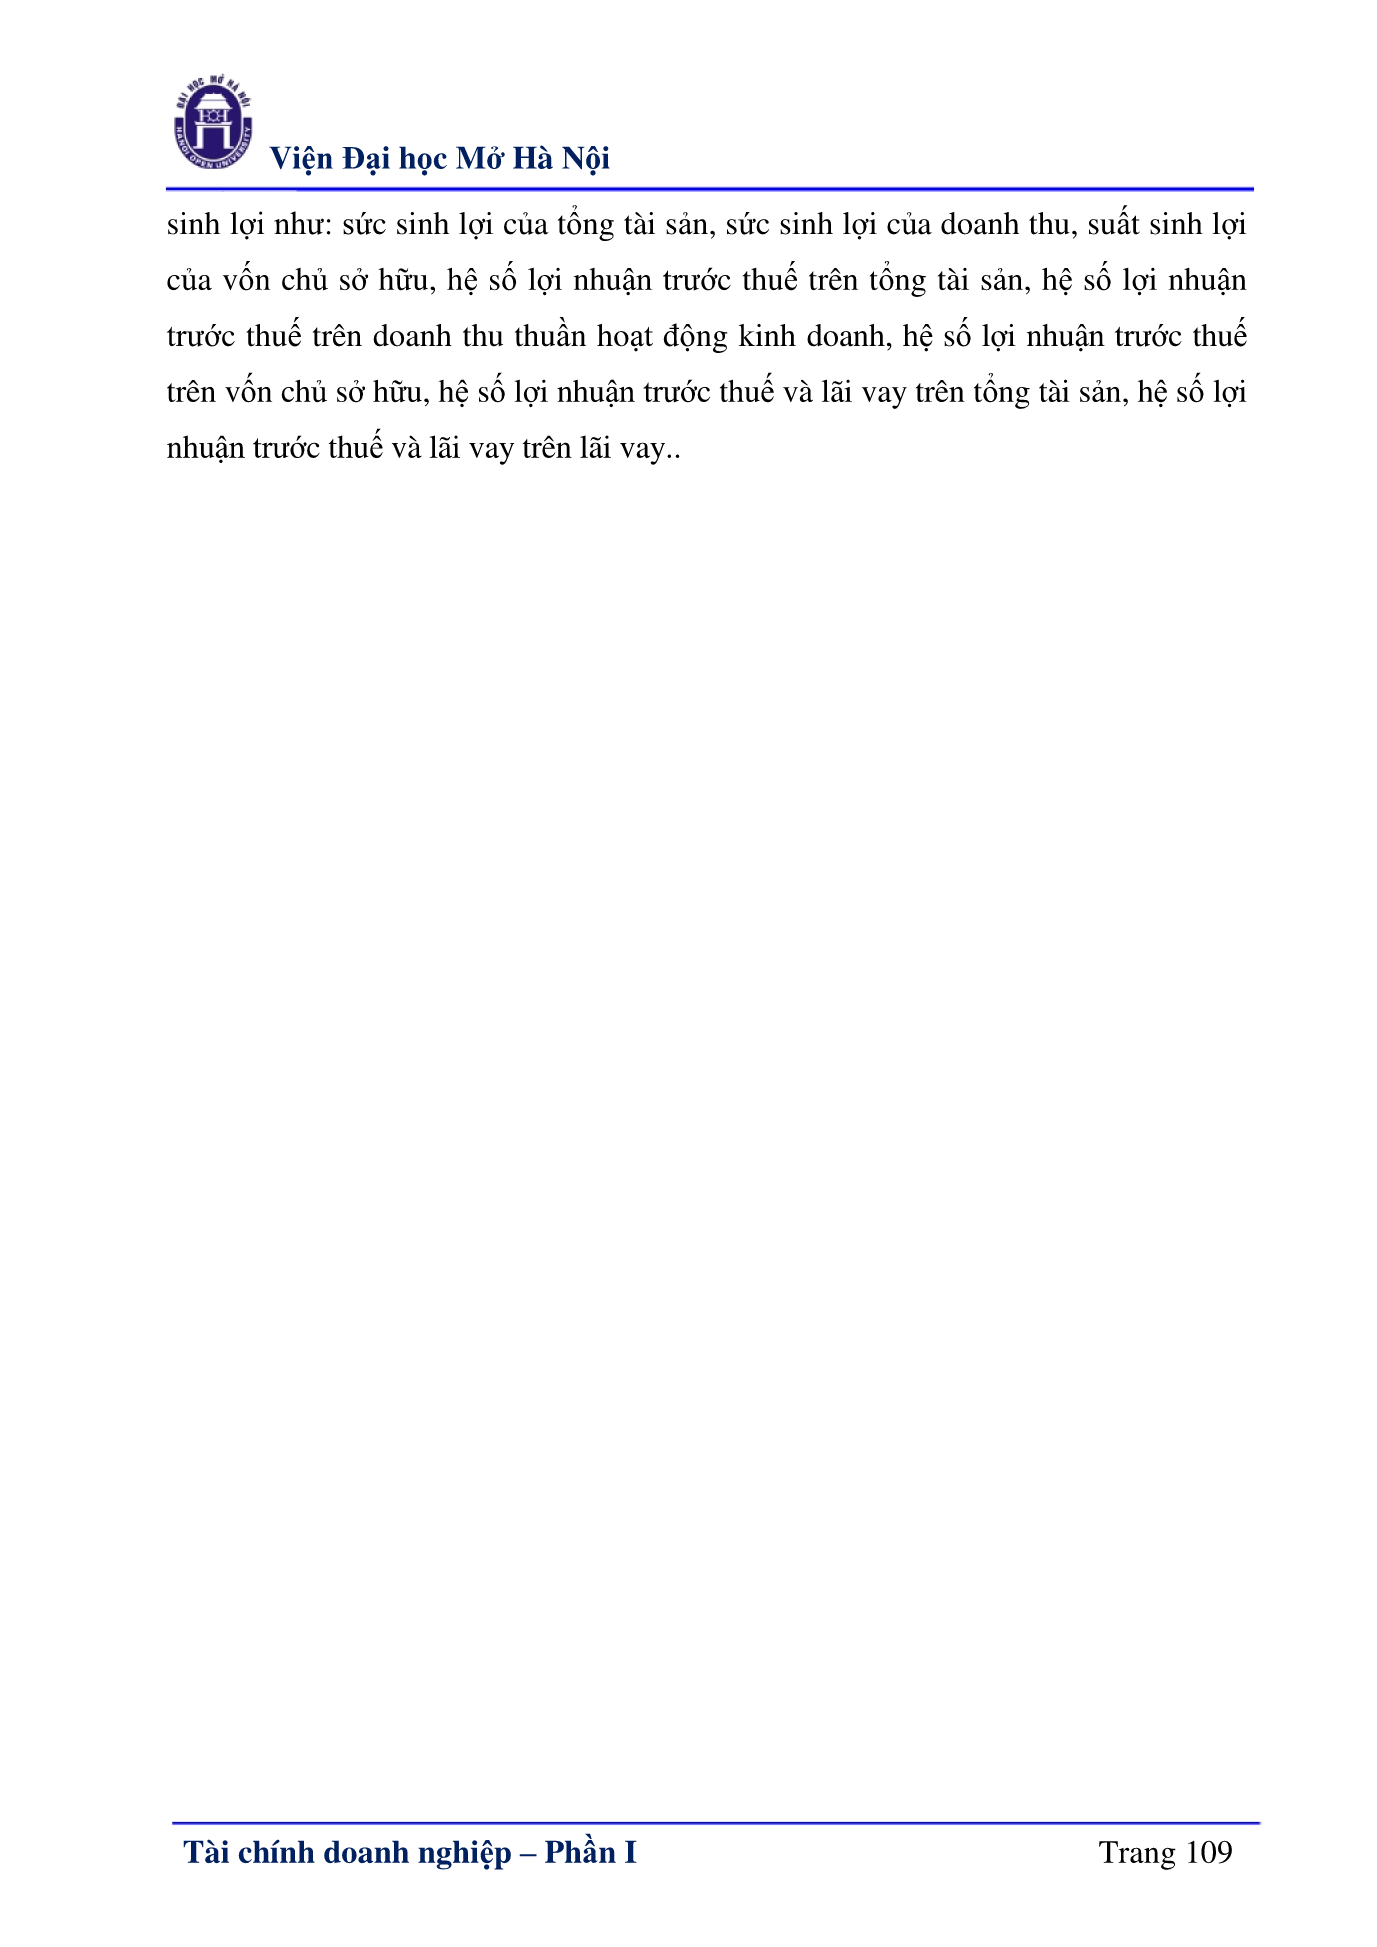 ĐẠI HỌC MỞ HÀ NỘI
HANOI OPEN UNIVERSITY
Viện Đại học Mở Hà Nội
sinh lợi như: sức sinh lợi của tổng tài sản, sức sinh lợi của doanh thu, suất sinh lợi
của vốn chủ sở hữu, hệ số lợi nhuận trước thuế trên tổng tài sản, hệ số lợi nhuận
trước thuế trên doanh thu thuần hoạt động kinh doanh, hệ số lợi nhuận trước thuế
trên vốn chủ sở hữu, hệ số lợi nhuận trước thuế và lãi vay trên tổng tài sản, hệ số lợi
nhuận trước thuế và lãi vay trên lãi vay..
Tài chính doanh nghiệp – Phần I Trang 109